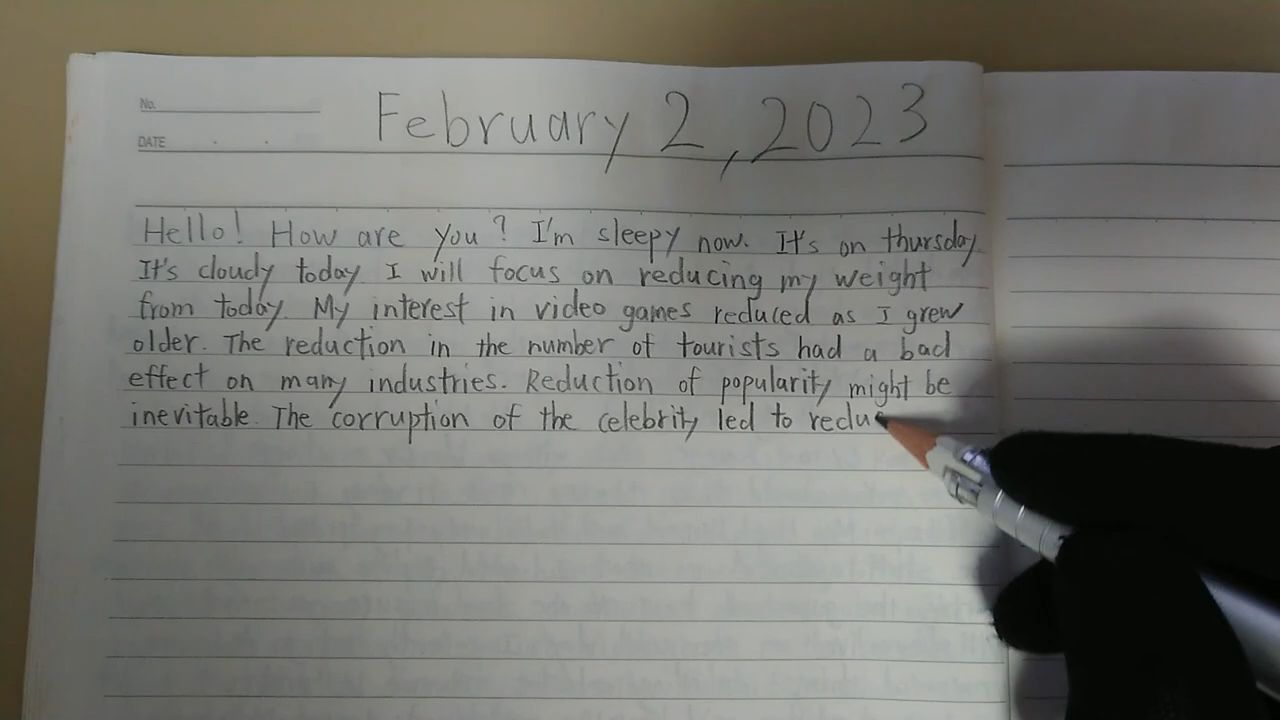 No.
DATE
February 2, 2023
Hello! How are you? I'm sleepy now. It's on thursday.
It's cloudy today. I will focus on reducing my weight
from today. My interest in video games reduced as I grew
older. The reduction in the number of tourists had a bad
effect on many industries. Reduction of popularity might be
inevitable. The corruption of the celebrity led to redu